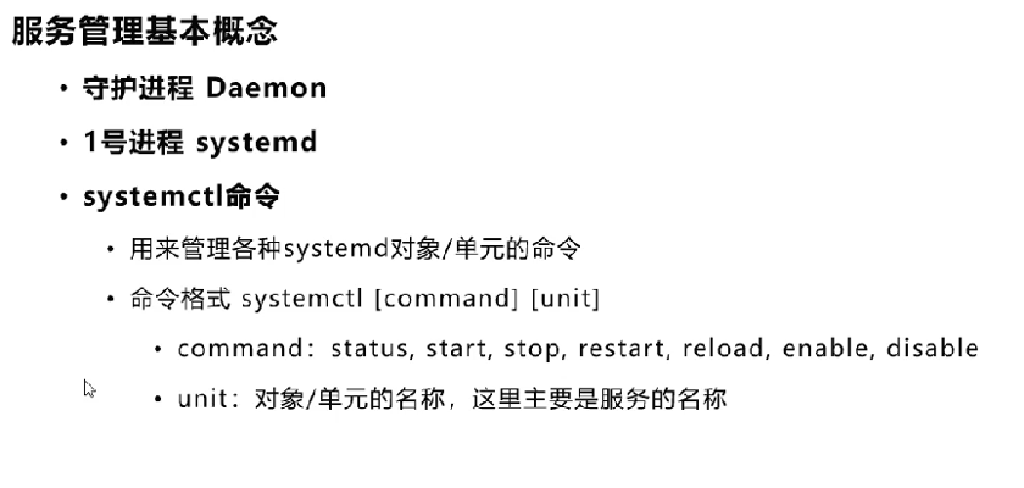 服务管理基本概念
• 守护进程 Daemon
• 1号进程 systemd
• systemctl命令
• 用来管理各种systemd对象/单元的命令
• 命令格式 systemctl [command] [unit]
• command：status, start, stop, restart, reload, enable, disable
• unit：对象/单元的名称，这里主要是服务的名称